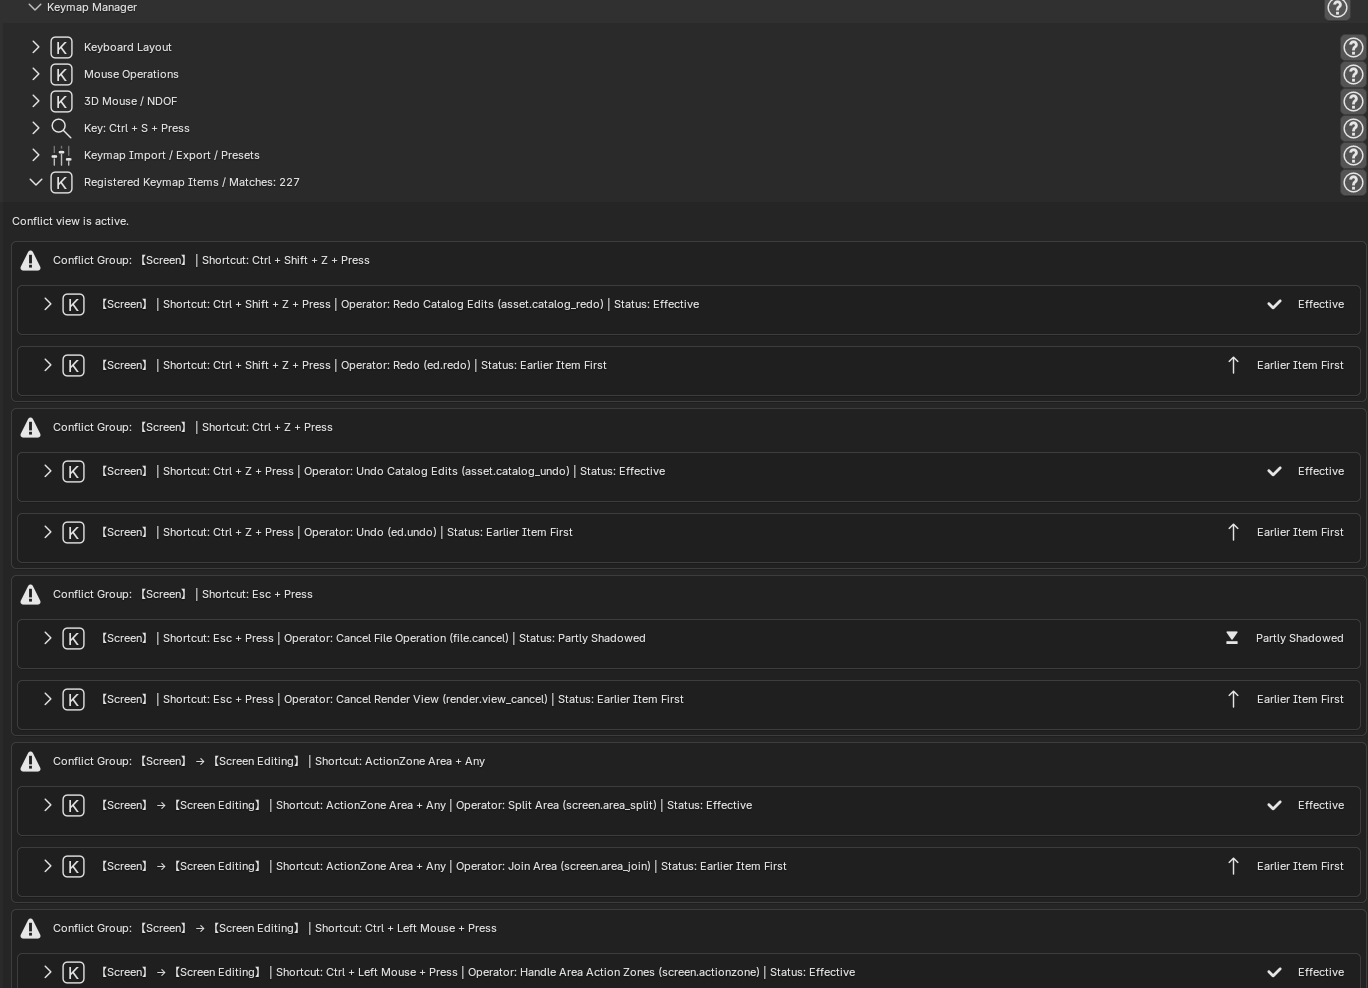 Keymap Manager
Keyboard Layout
Mouse Operations
3D Mouse / NDOF
Key: Ctrl + S + Press
Keymap Import / Export / Presets
K Registered Keymap Items / Matches: 227
Conflict view is active.
Conflict Group: 【Screen】 | Shortcut: Ctrl + Shift + Z + Press
K 【Screen】 | Shortcut: Ctrl + Shift + Z + Press | Operator: Redo Catalog Edits (asset.catalog_redo) | Status: Effective Effective
K 【Screen】 | Shortcut: Ctrl + Shift + Z + Press | Operator: Redo (ed.redo) | Status: Earlier Item First Earlier Item First
Conflict Group: 【Screen】 | Shortcut: Ctrl + Z + Press
K 【Screen】 | Shortcut: Ctrl + Z + Press | Operator: Undo Catalog Edits (asset.catalog_undo) | Status: Effective Effective
K 【Screen】 | Shortcut: Ctrl + Z + Press | Operator: Undo (ed.undo) | Status: Earlier Item First Earlier Item First
Conflict Group: 【Screen】 | Shortcut: Esc + Press
K 【Screen】 | Shortcut: Esc + Press | Operator: Cancel File Operation (file.cancel) | Status: Partly Shadowed Partly Shadowed
K 【Screen】 | Shortcut: Esc + Press | Operator: Cancel Render View (render.view_cancel) | Status: Earlier Item First Earlier Item First
Conflict Group: 【Screen】 → 【Screen Editing】 | Shortcut: ActionZone Area + Any
K 【Screen】 → 【Screen Editing】 | Shortcut: ActionZone Area + Any | Operator: Split Area (screen.area_split) | Status: Effective Effective
K 【Screen】 → 【Screen Editing】 | Shortcut: ActionZone Area + Any | Operator: Join Area (screen.area_join) | Status: Earlier Item First Earlier Item First
Conflict Group: 【Screen】 → 【Screen Editing】 | Shortcut: Ctrl + Left Mouse + Press
K 【Screen】 → 【Screen Editing】 | Shortcut: Ctrl + Left Mouse + Press | Operator: Handle Area Action Zones (screen.actionzone) | Status: Effective Effective